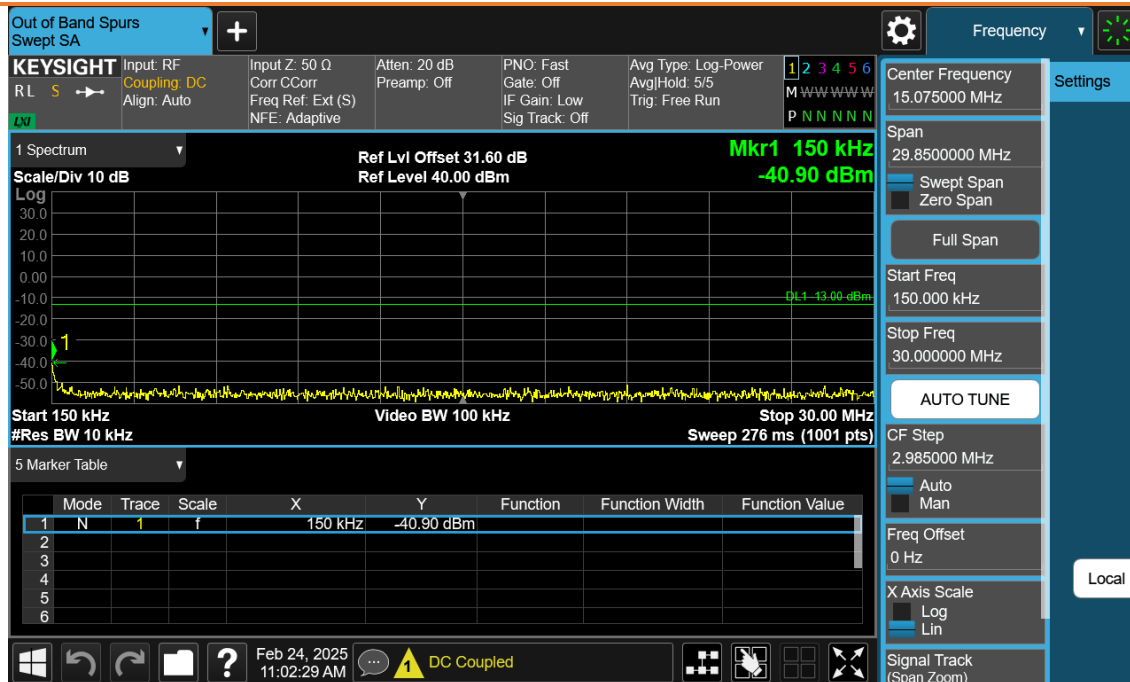 Out of Band Spurs
Swept SA
Frequency
KEYSIGHT
R L S
LXI
Input: RF
Coupling: DC
Align: Auto
Input Z: 50 Ω
Corr CCorr
Freq Ref: Ext (S)
NFE: Adaptive
Atten: 20 dB
Preamp: Off
PNO: Fast
Gate: Off
IF Gain: Low
Sig Track: Off
Avg Type: Log-Power
Avg|Hold: 5/5
Trig: Free Run
1 2 3 4 5 6
M W W W W W
P N N N N N
1 Spectrum
Scale/Div 10 dB
Ref Lvl Offset 31.60 dB
Ref Level 40.00 dBm
Mkr1 150 kHz
-40.90 dBm
Log
30.0
20.0
10.0
0.00
-10.0
-20.0
-30.0
-40.0
-50.0
DL1 -13.00 dBm
1
Start 150 kHz
#Res BW 10 kHz
Video BW 100 kHz
Stop 30.00 MHz
Sweep 276 ms (1001 pts)
5 Marker Table
Mode Trace Scale X Y Function Function Width Function Value
1 N 1 f 150 kHz -40.90 dBm
2
3
4
5
6
Feb 24, 2025
11:02:29 AM
1
DC Coupled
Center Frequency
15.075000 MHz
Span
29.8500000 MHz
Swept Span
Zero Span
Full Span
Start Freq
150.000 kHz
Stop Freq
30.000000 MHz
AUTO TUNE
CF Step
2.985000 MHz
Auto
Man
Freq Offset
0 Hz
X Axis Scale
Log
Lin
Signal Track
(Span Zoom)
Settings
Local